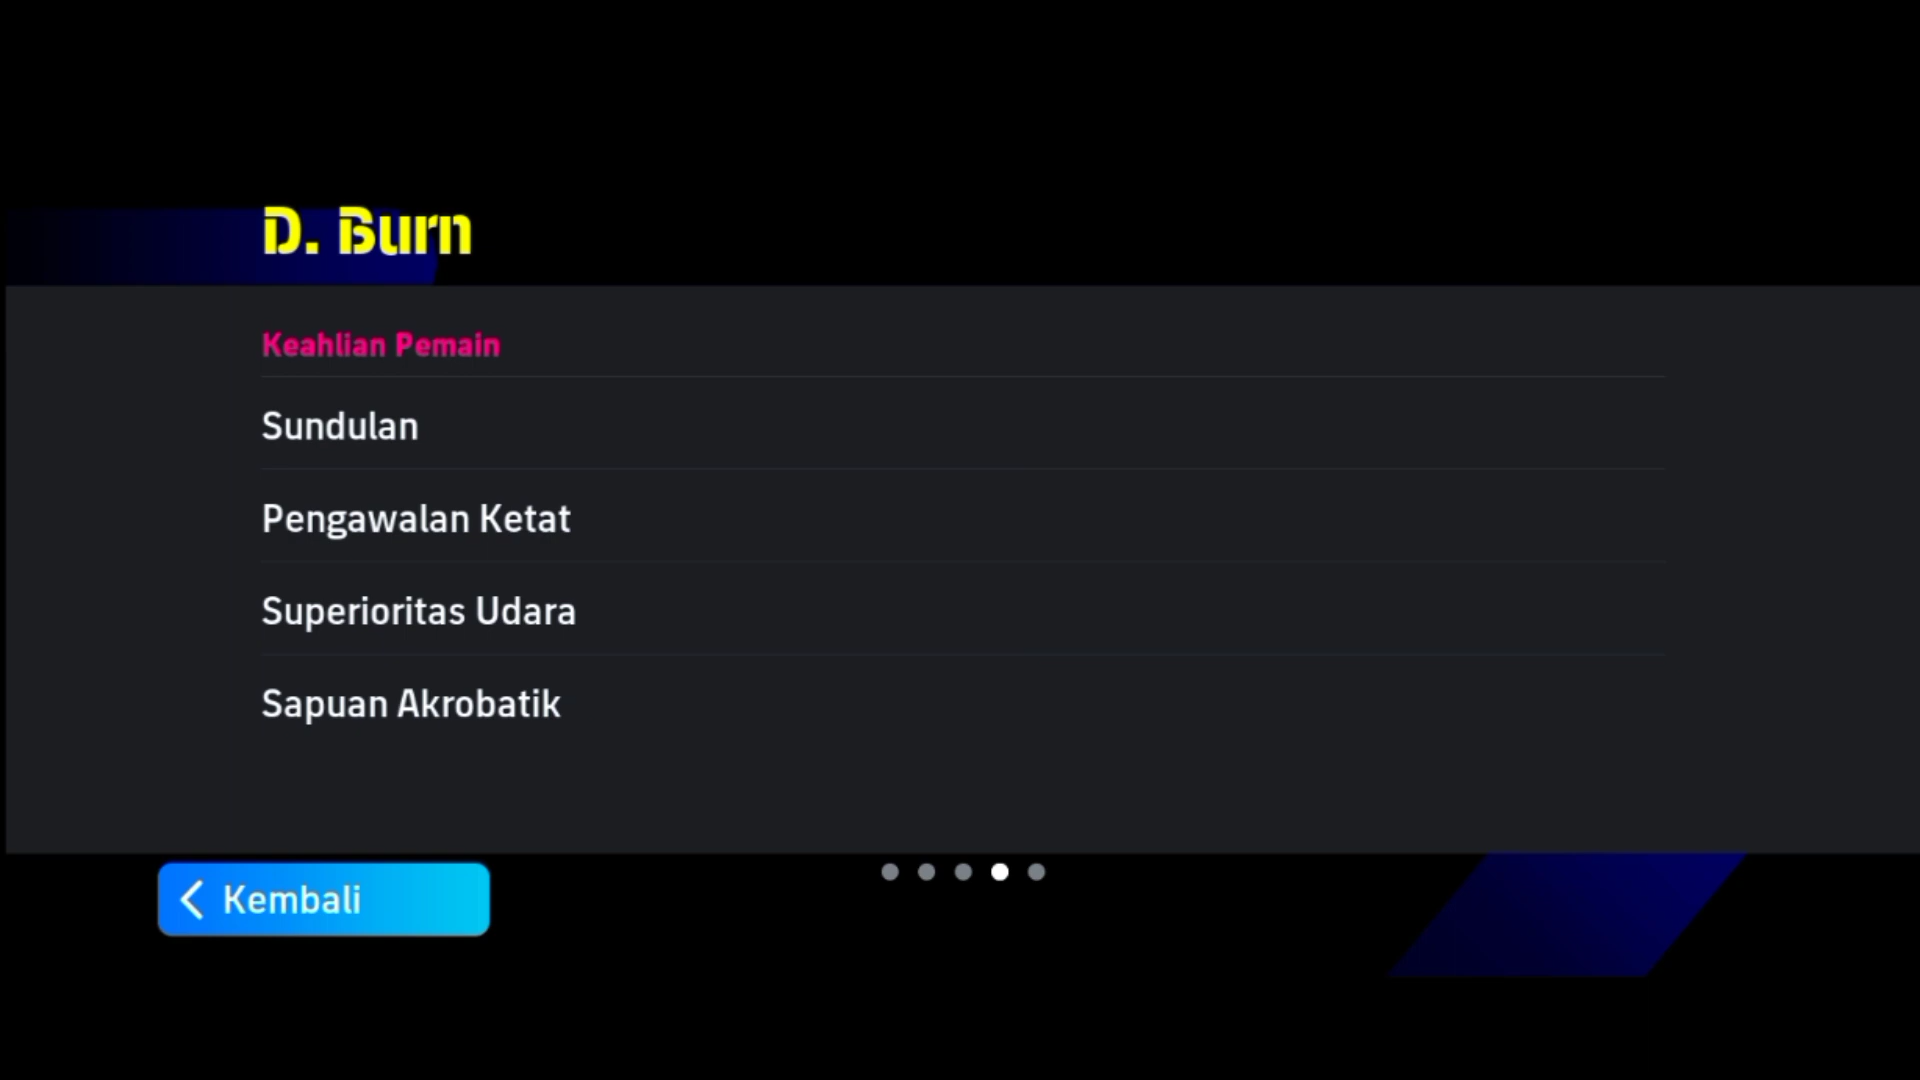 D. Burn
Keahlian Pemain
Sundulan
Pengawalan Ketat
Superioritas Udara
Sapuan Akrobatik
Kembali